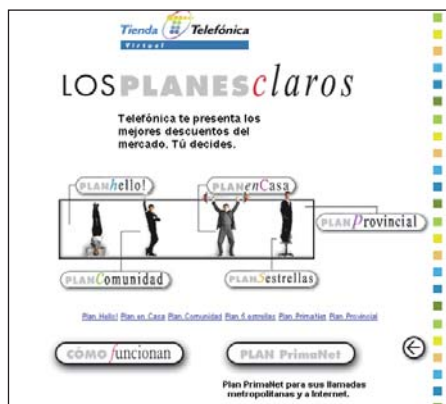 Tienda Telefónica
Virtual
LOS PLANES claros
Telefónica te presenta los
mejores descuentos del
mercado. Tú decides.
PLAN hello!
PLAN en Casa
PLAN Provincial
PLAN Comunidad
PLAN 5estrellas
Plan Hello! Plan en Casa Plan Comunidad Plan 5 estrellas Plan PrimaNet Plan Provincial
CÓMO funcionan
PLAN PrimaNet
Plan PrimaNet para sus llamadas
metropolitanas y a Internet.